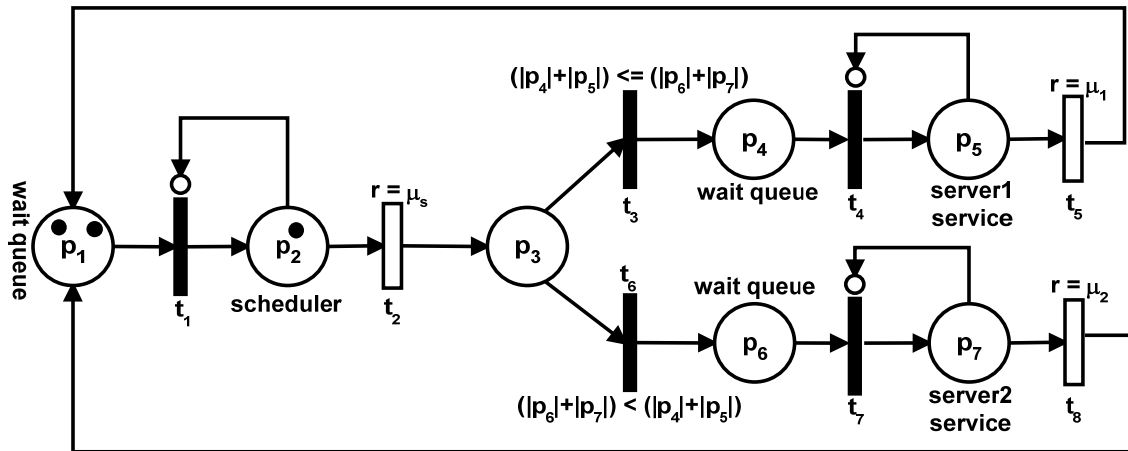 (|p₄|+|p₅|) <= (|p₆|+|p₇|)
r = μ₁
p₄
p₅
wait queue
server1
service
t₃
t₄
t₅
wait queue
r = μₛ
p₁
p₂
p₃
t₁
scheduler
t₂
t₆
wait queue
r = μ₂
p₆
p₇
(|p₆|+|p₇|) < (|p₄|+|p₅|)
t₇
server2
service
t₈